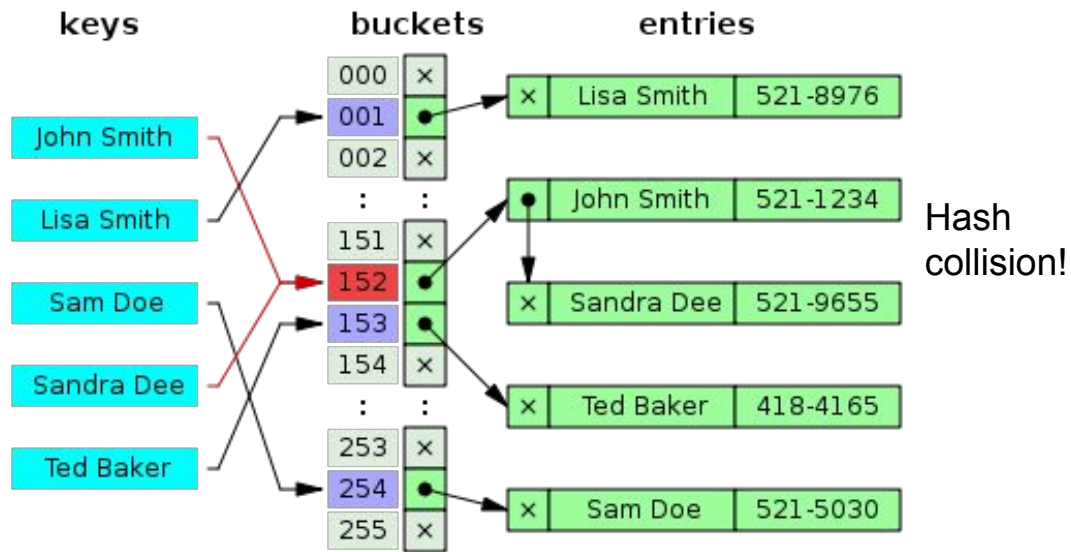 keys
buckets
entries
John Smith
Lisa Smith
Sam Doe
Sandra Dee
Ted Baker
000 ×
001
002 ×
: :
151 ×
152
153
154 ×
: :
253 ×
254
255 ×
× Lisa Smith 521-8976
John Smith 521-1234
× Sandra Dee 521-9655
× Ted Baker 418-4165
× Sam Doe 521-5030
Hash
collision!